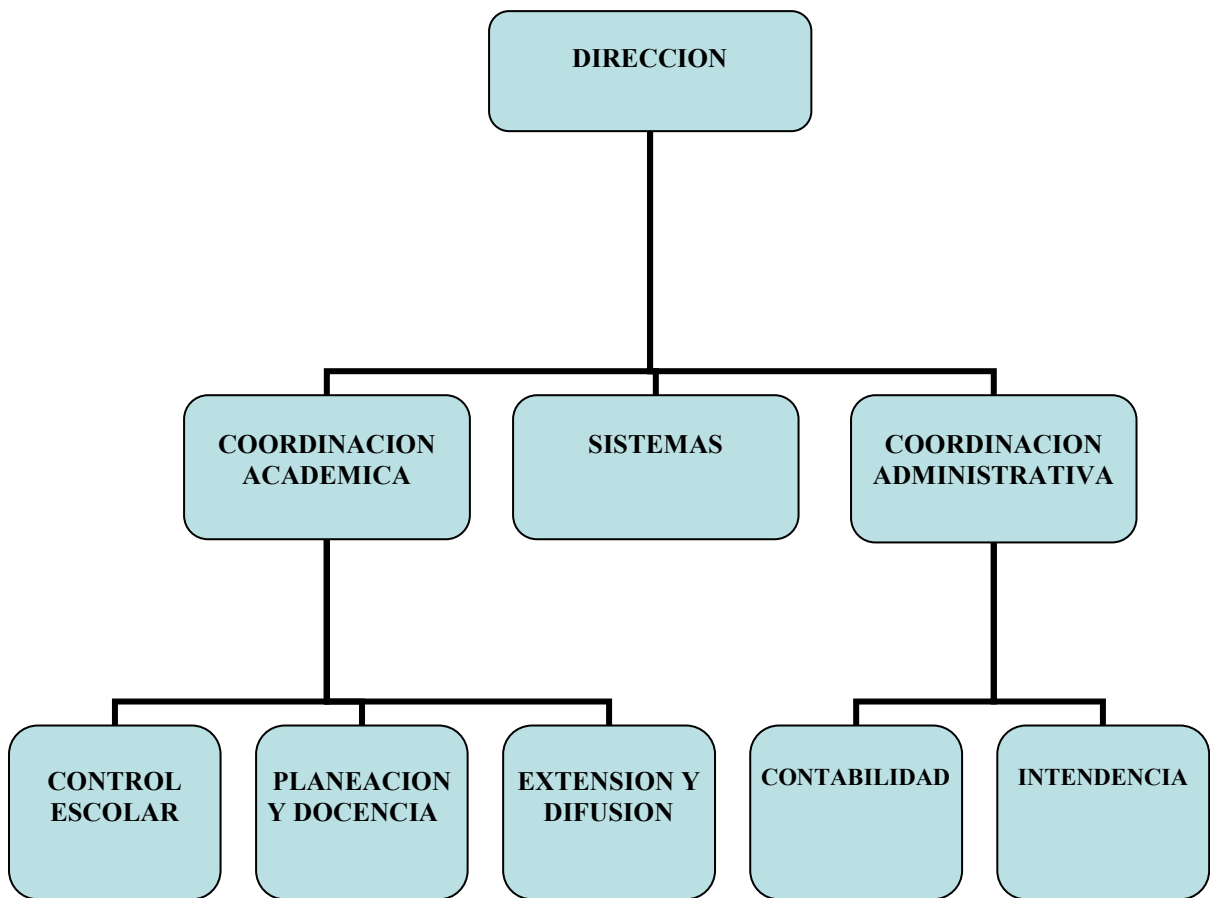 DIRECCION
COORDINACION
ACADEMICA
SISTEMAS
COORDINACION
ADMINISTRATIVA
CONTROL
ESCOLAR
PLANEACION
Y DOCENCIA
EXTENSION Y
DIFUSION
CONTABILIDAD
INTENDENCIA